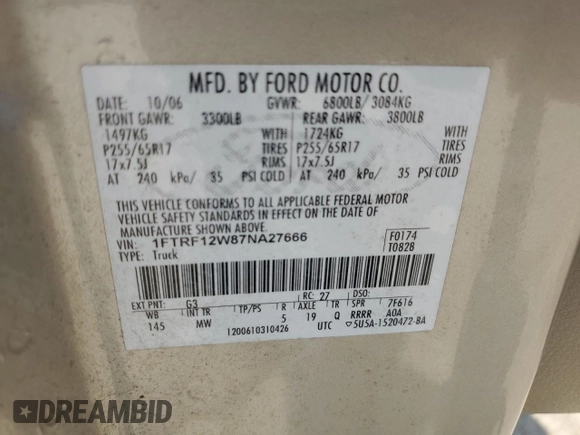 MFD. BY FORD MOTOR CO.
DATE: 10/06 GVWR: 6800LB/ 3084KG
FRONT GAWR: 3300LB REAR GAWR: 3800LB
1497KG WITH 1724KG WITH
P255/65R17 TIRES P255/65R17 TIRES
17x7.5J RIMS 17x7.5J RIMS
AT 240 kPa/ 35 PSI COLD AT 240 kPa/ 35 PSI COLD
THIS VEHICLE CONFORMS TO ALL APPLICABLE FEDERAL MOTOR
VEHICLE SAFETY STANDARDS IN EFFECT ON THE DATE OF
MANUFACTURE SHOWN ABOVE.
VIN: 1FTRF12W87NA27666 F0174
TYPE: Truck T0828
EXT PNT: G3 RC: 27 DSO:
WB INT TR TP/PS R AXLE TR SPR 7F616
145 MW 5 19 Q RRRR A0A
1200610310426 UTC ▽5U5A-1520472-BA
DREAMBID